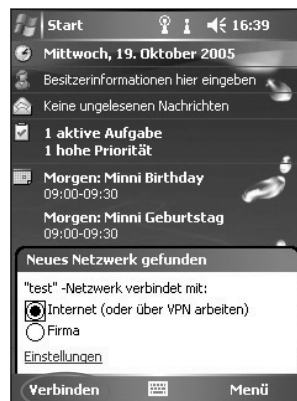 Start 16:39
Mittwoch, 19. Oktober 2005
Besitzerinformationen hier eingeben
Keine ungelesenen Nachrichten
1 aktive Aufgabe
1 hohe Priorität
Morgen: Minni Birthday
09:00-09:30
Morgen: Minni Geburtstag
09:00-09:30
Neues Netzwerk gefunden
"test" -Netzwerk verbindet mit:
Internet (oder über VPN arbeiten)
Firma
Einstellungen
Verbinden Menü